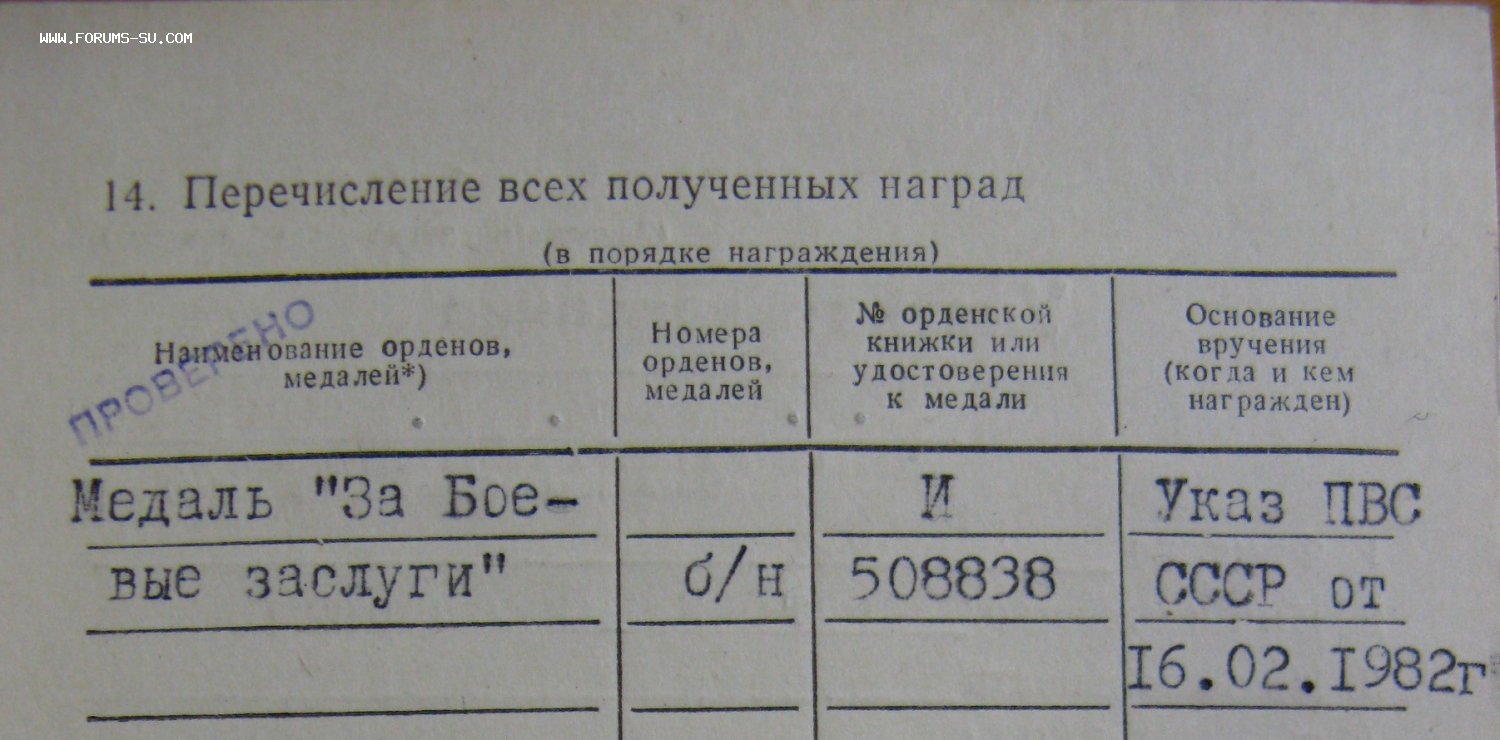 WWW.FORUMS-SU.COM
14. Перечисление всех полученных наград
(в порядке награждения)
ПРОВЕРЕНО
Наименование орденов,
медалей*)
Номера
орденов,
медалей
№ орденской
книжки или
удостоверения
к медали
Основание
вручения
(когда и кем
награжден)
Медаль "За Бое-
вые заслуги"
б/н
И
508838
Указ ПВС
СССР от
16.02.1982г